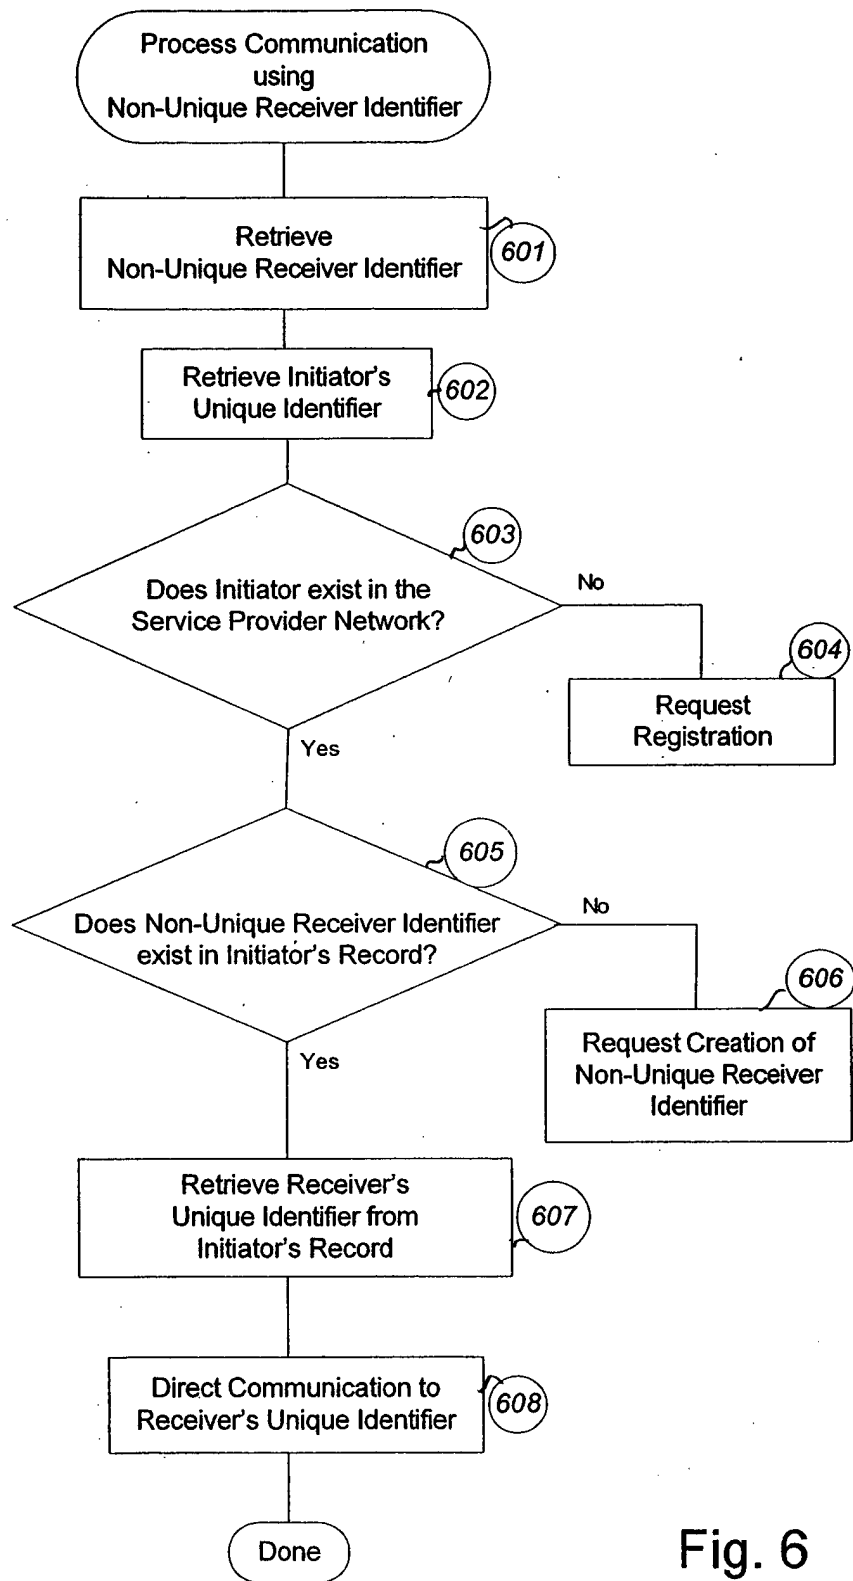 Process Communication
using
Non-Unique Receiver Identifier
Retrieve
Non-Unique Receiver Identifier
601
Retrieve Initiator's
Unique Identifier
602
603
Does Initiator exist in the
Service Provider Network?
No
604
Request
Registration
Yes
605
Does Non-Unique Receiver Identifier
exist in Initiator's Record?
No
606
Request Creation of
Non-Unique Receiver
Identifier
Yes
Retrieve Receiver's
Unique Identifier from
Initiator's Record
607
Direct Communication to
Receiver's Unique Identifier
608
Done
Fig. 6